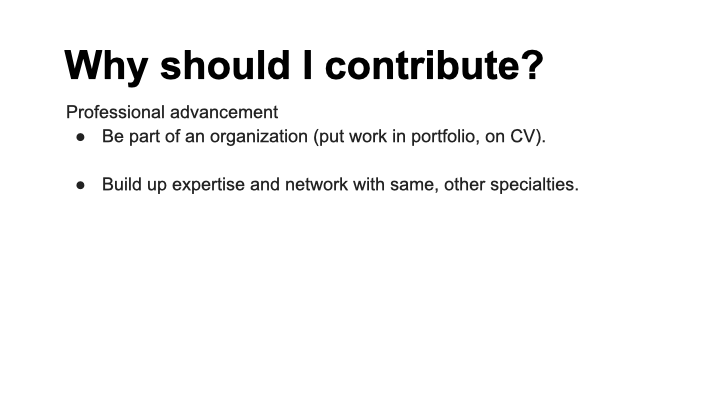 Why should I contribute?
Professional advancement
● Be part of an organization (put work in portfolio, on CV).
● Build up expertise and network with same, other specialties.